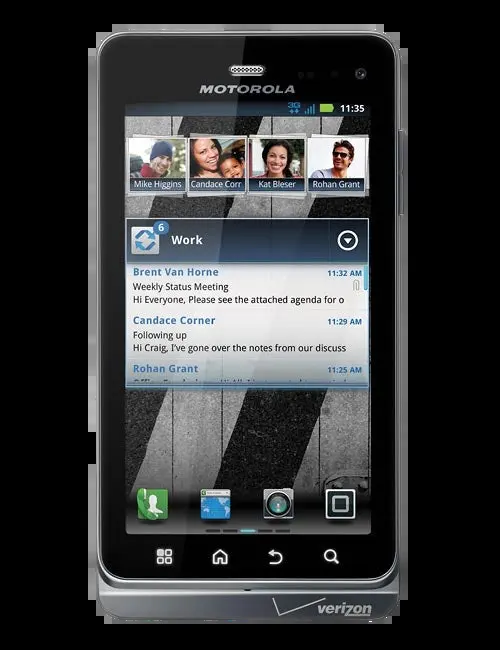 MOTOROLA
3G
11:35
Mike Higgins
Candace Corr
Kat Bleser
Rohan Grant
6
Work
Brent Van Horne
11:32 AM
Weekly Status Meeting
Hi Everyone, Please see the attached agenda for o
Candace Corner
11:29 AM
Following up
Hi Craig, I've gone over the notes from our discuss
Rohan Grant
11:25 AM
verizon